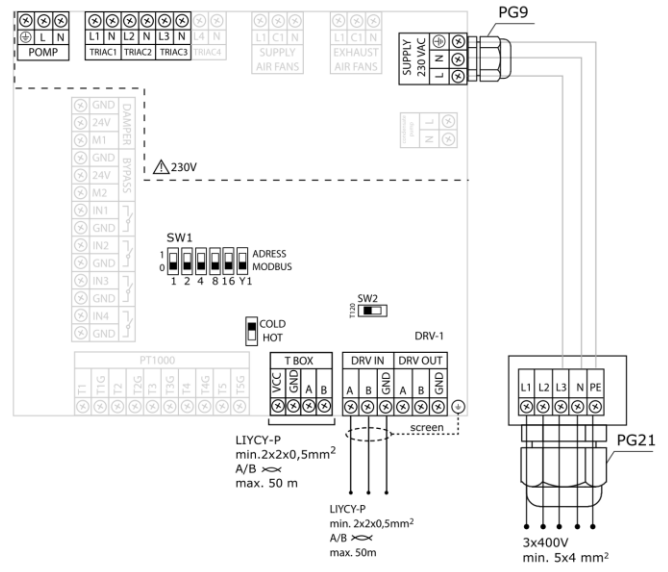 PG9
L N
L1 N L2 N L3 N L4 N
L1 C1 N
L1 C1 N
POMP
TRIAC1 TRIAC2 TRIAC3 TRIAC4
SUPPLY
AIR FANS
EXHAUST
AIR FANS
SUPPLY
230 VAC
N
L
GND
24V
M1
DAMPER
GND
24V
M2
BYPASS
IN1
GND
IN2
GND
IN3
GND
IN4
GND
N L
230V
SW1
1
0
1 2 4 8 16 Y1
ADRESS
MODBUS
SW2
T120
COLD
HOT
DRV-1
PT1000
T1 T1G T2 T2G T3 T3G T4 T4G T5 T5G
T BOX
VCC GND A B
DRV IN
A B GND
DRV OUT
A B GND
screen
LIYCY-P
min.2x2x0,5mm²
A/B
max. 50 m
LIYCY-P
min. 2x2x0,5mm²
A/B
max. 50m
L1 L2 L3 N PE
PG21
3x400V
min. 5x4 mm²